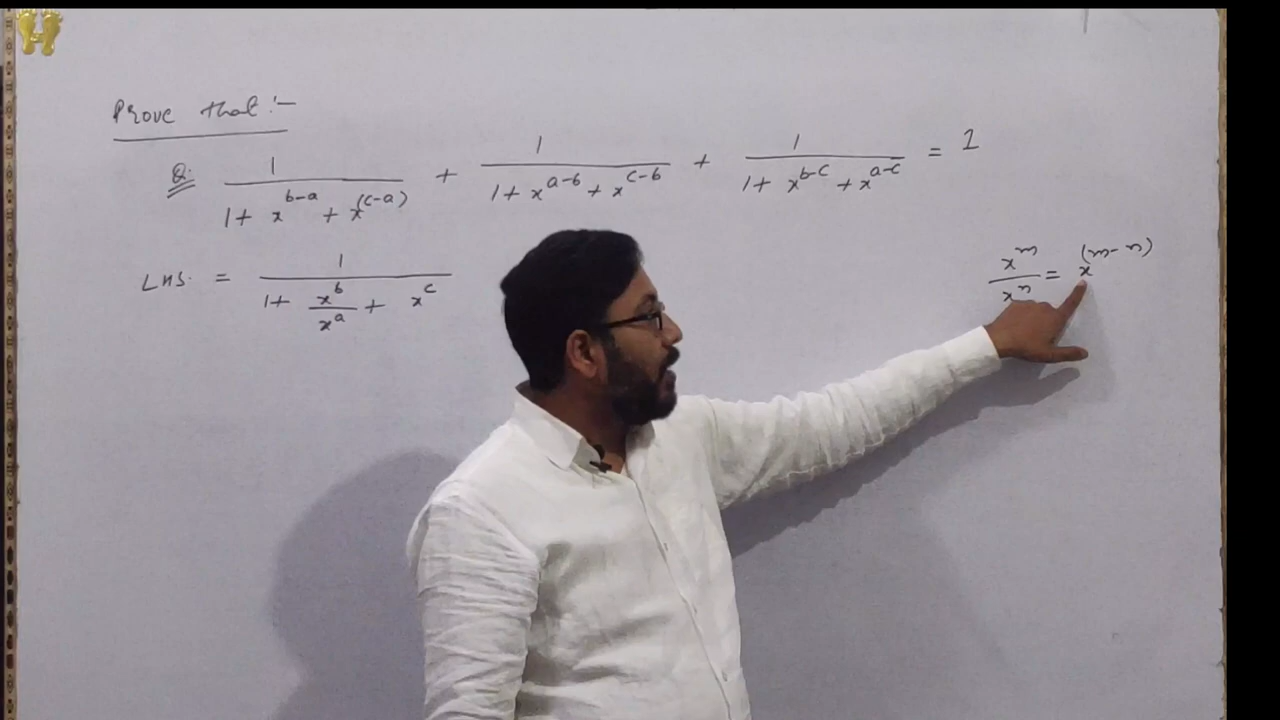 H
Prove that :-
Q. 1/(1 + x^(b-a) + x^((c-a))) + 1/(1 + x^(a-b) + x^(c-b)) + 1/(1 + x^(b-c) + x^(a-c)) = 1
LHS. = 1/(1 + x^b/x^a + x^c)
x^m/x^n = x^((m-n))